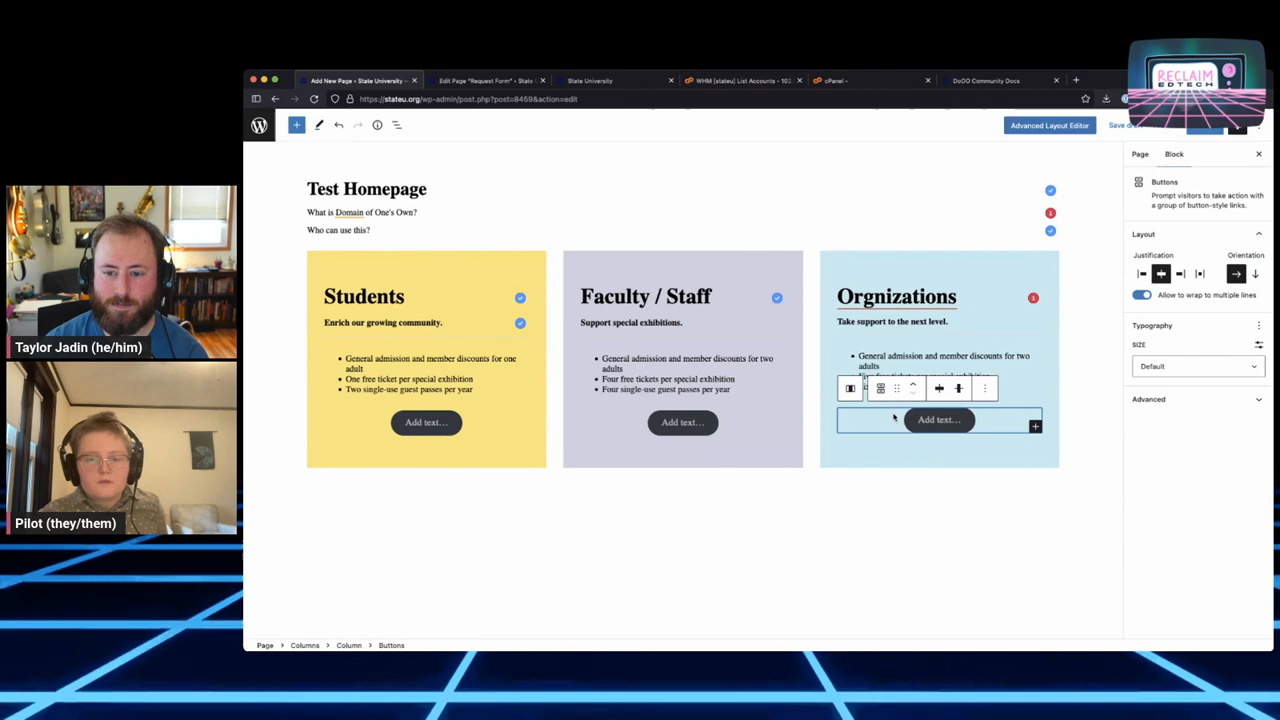 RECLAIM
EDTECH
Add New Page ‹ State University —
Edit Page "Request Form" ‹ State
State University
WHM [stateu] List Accounts - 102.
cPanel -
DoOO Community Docs
https://stateu.org/wp-admin/post.php?post=8459&action=edit
Advanced Layout Editor
Page
Block
Buttons
Prompt visitors to take action with
a group of button-style links.
Layout
Justification
Orientation
Allow to wrap to multiple lines
Typography
SIZE
Default
Advanced
Test Homepage
What is Domain of One's Own?
1
Who can use this?
Students
Enrich our growing community.
General admission and member discounts for one
adult
One free ticket per special exhibition
Two single-use guest passes per year
Add text…
Faculty / Staff
Support special exhibitions.
General admission and member discounts for two
adults
Four free tickets per special exhibition
Four single-use guest passes per year
Add text…
Orgnizations
1
Take support to the next level.
General admission and member discounts for two
adults
Add text…
Page
Columns
Column
Buttons
Taylor Jadin (he/him)
Pilot (they/them)